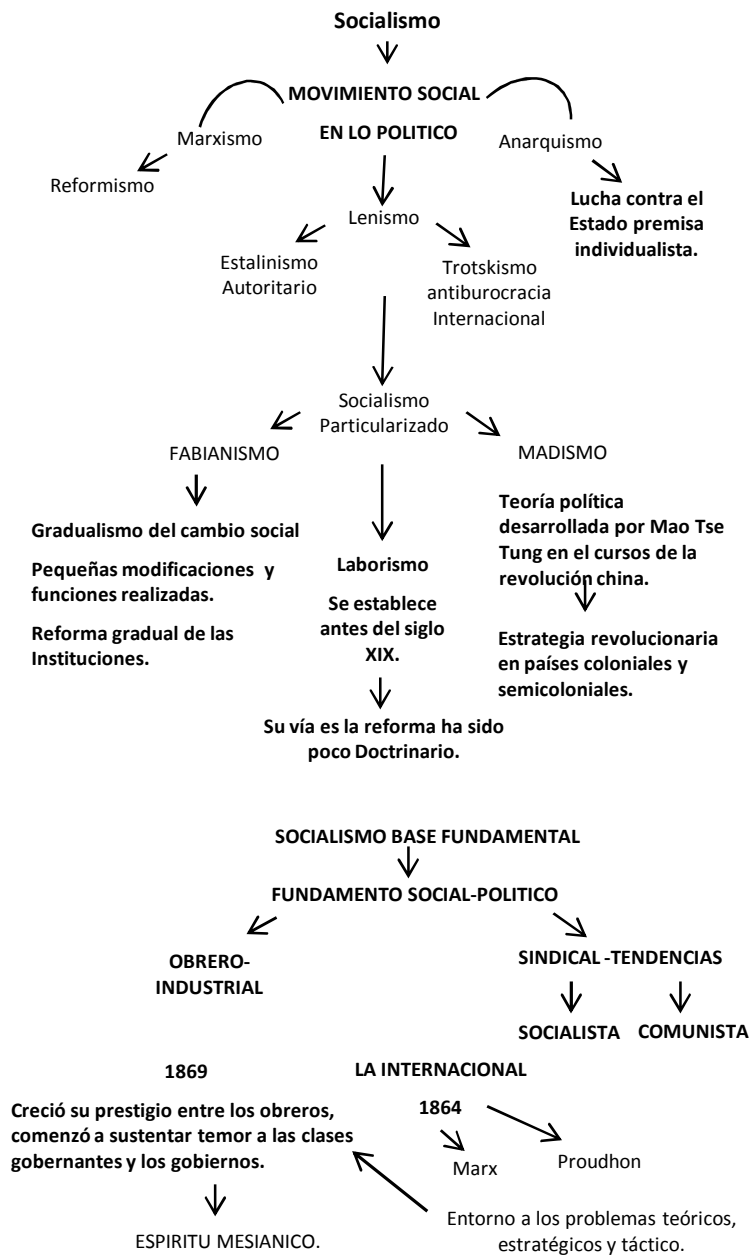 Socialismo
MOVIMIENTO SOCIAL
EN LO POLITICO
Marxismo
Anarquismo
Reformismo
Lucha contra el
Estado premisa
individualista.
Lenismo
Estalinismo
Autoritario
Trotskismo
antiburocracia
Internacional
Socialismo
Particularizado
FABIANISMO
MADISMO
Gradualismo del cambio social
Pequeñas modificaciones y
funciones realizadas.
Reforma gradual de las
Instituciones.
Laborismo
Se establece
antes del siglo
XIX.
Teoría política
desarrollada por Mao Tse
Tung en el cursos de la
revolución china.
Estrategia revolucionaria
en países coloniales y
semicoloniales.
Su vía es la reforma ha sido
poco Doctrinario.
SOCIALISMO BASE FUNDAMENTAL
FUNDAMENTO SOCIAL-POLITICO
OBRERO-
INDUSTRIAL
SINDICAL -TENDENCIAS
SOCIALISTA
COMUNISTA
1869
LA INTERNACIONAL
Creció su prestigio entre los obreros,
comenzó a sustentar temor a las clases
gobernantes y los gobiernos.
1864
Marx
Proudhon
ESPIRITU MESIANICO.
Entorno a los problemas teóricos,
estratégicos y táctico.